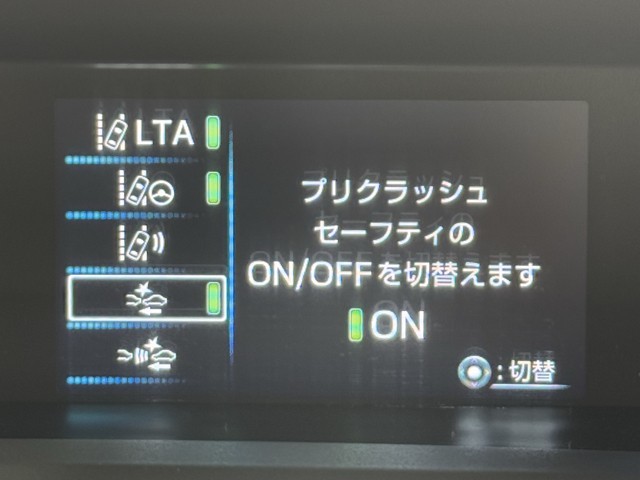 LTA
プリクラッシュ
セーフティの
ON/OFFを切替えます
ON
:切替